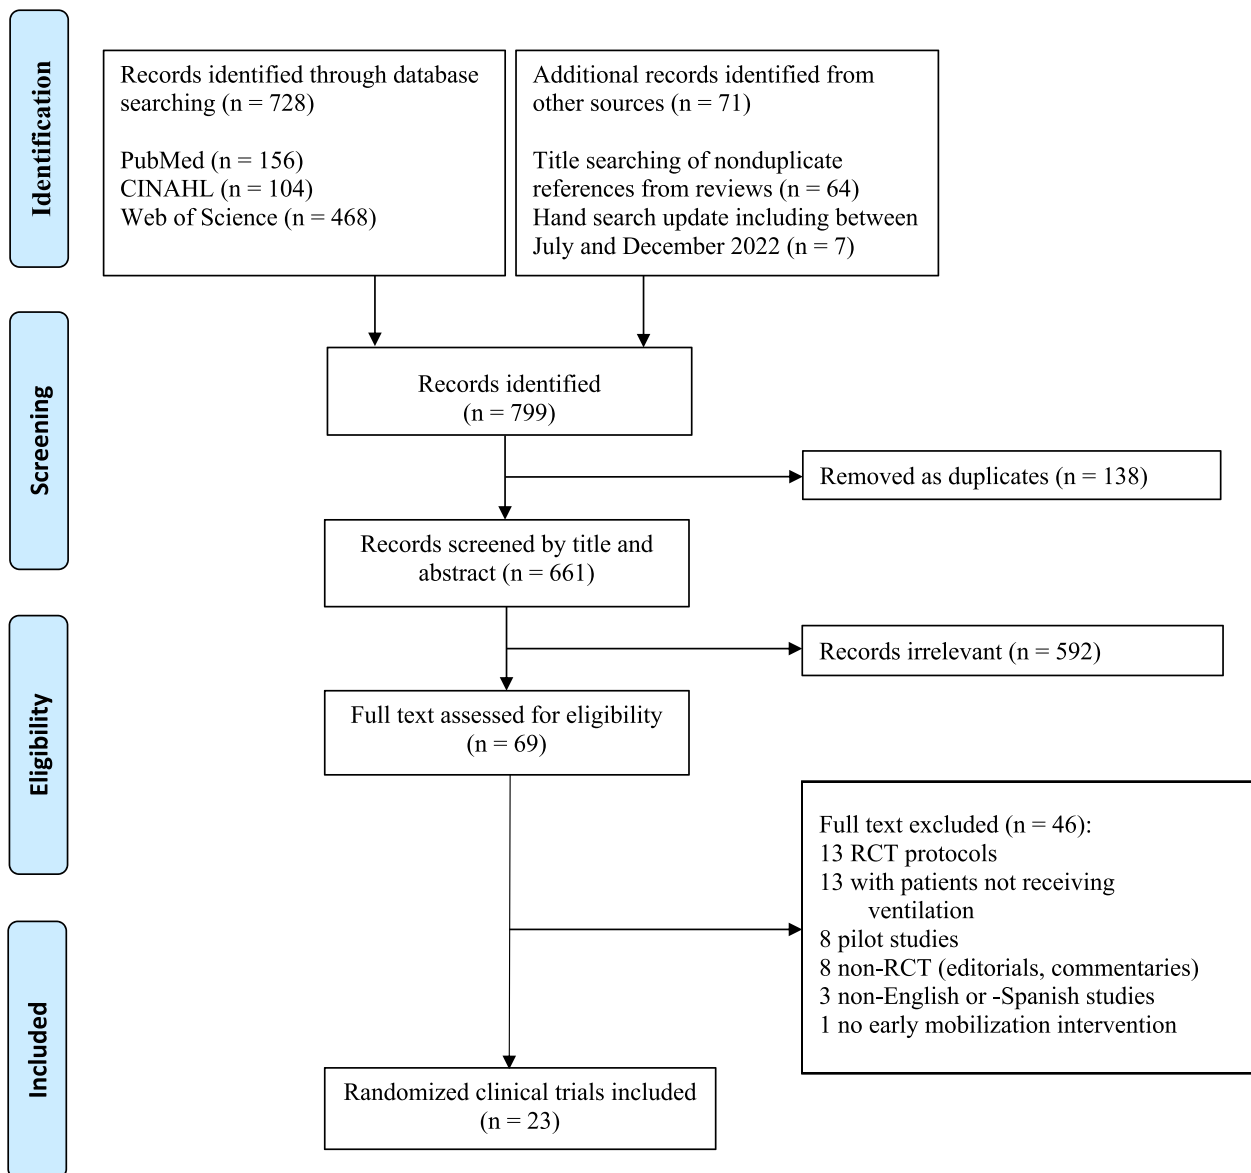 Identification
Records identified through database
searching (n = 728)
PubMed (n = 156)
CINAHL (n = 104)
Web of Science (n = 468)
Additional records identified from
other sources (n = 71)
Title searching of nonduplicate
references from reviews (n = 64)
Hand search update including between
July and December 2022 (n = 7)
Screening
Records identified
(n = 799)
Removed as duplicates (n = 138)
Records screened by title and
abstract (n = 661)
Eligibility
Records irrelevant (n = 592)
Full text assessed for eligibility
(n = 69)
Full text excluded (n = 46):
13 RCT protocols
13 with patients not receiving
ventilation
8 pilot studies
8 non-RCT (editorials, commentaries)
3 non-English or -Spanish studies
1 no early mobilization intervention
Included
Randomized clinical trials included
(n = 23)